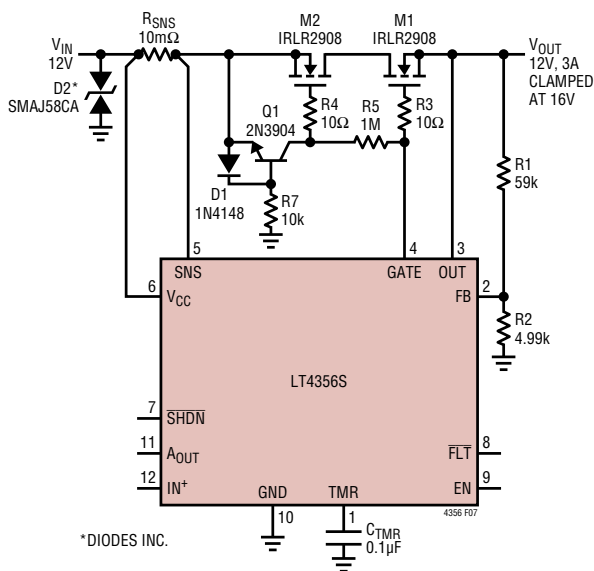 RSNS
10mΩ
M2
IRLR2908
M1
IRLR2908
VIN
12V
VOUT
12V, 3A
CLAMPED
AT 16V
D2*
SMAJ58CA
Q1
2N3904
R4
10Ω
R5
1M
R3
10Ω
R1
59k
D1
1N4148
R7
10k
5
4
3
SNS
GATE
OUT
6
VCC
FB
2
R2
4.99k
LT4356S
7
SHDN
11
AOUT
FLT
8
12
IN+
EN
9
GND
TMR
10
1
4356 F07
CTMR
0.1µF
*DIODES INC.